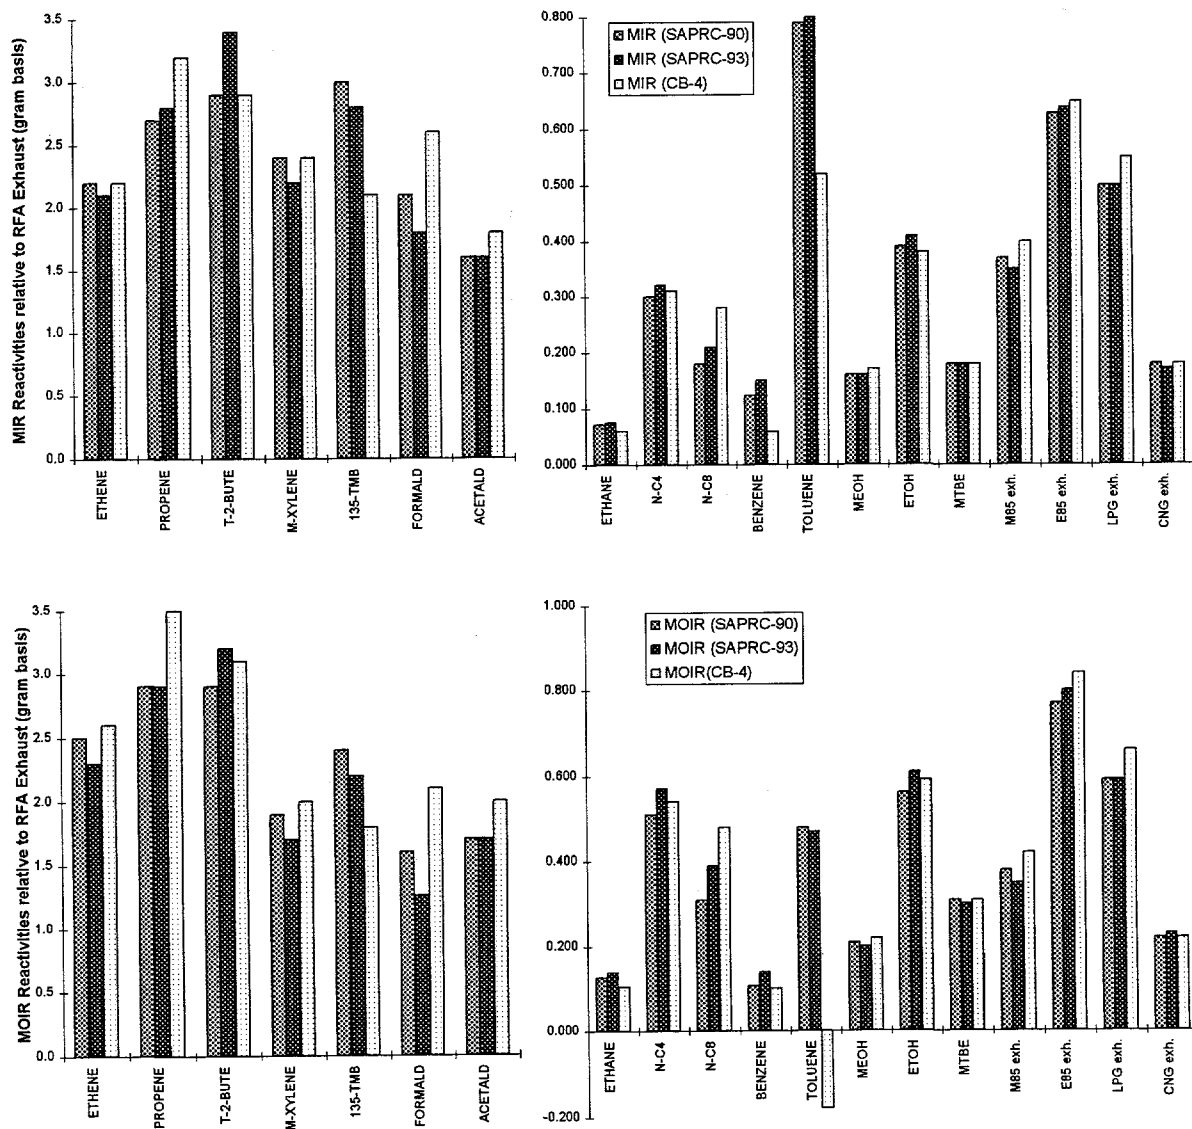 MIR Reactivities relative to RFA Exhaust (gram basis)
3.5
3.0
2.5
2.0
1.5
1.0
0.5
0.0
ETHENE
PROPENE
T-2-BUTE
M-XYLENE
135-TMB
FORMALD
ACETALD
0.800
0.700
0.600
0.500
0.400
0.300
0.200
0.100
0.000
MIR (SAPRC-90)
MIR (SAPRC-93)
MIR (CB-4)
ETHANE
N-C4
N-C8
BENZENE
TOLUENE
MEOH
ETOH
MTBE
M85 exh.
E85 exh.
LPG exh.
CNG exh.
MOIR Reactivities relative to RFA Exhaust (gram basis)
3.5
3.0
2.5
2.0
1.5
1.0
0.5
0.0
ETHENE
PROPENE
T-2-BUTE
M-XYLENE
135-TMB
FORMALD
ACETALD
1.000
0.800
0.600
0.400
0.200
0.000
-0.200
MOIR (SAPRC-90)
MOIR (SAPRC-93)
MOIR(CB-4)
ETHANE
N-C4
N-C8
BENZENE
TOLUENE
MEOH
ETOH
MTBE
M85 exh.
E85 exh.
LPG exh.
CNG exh.